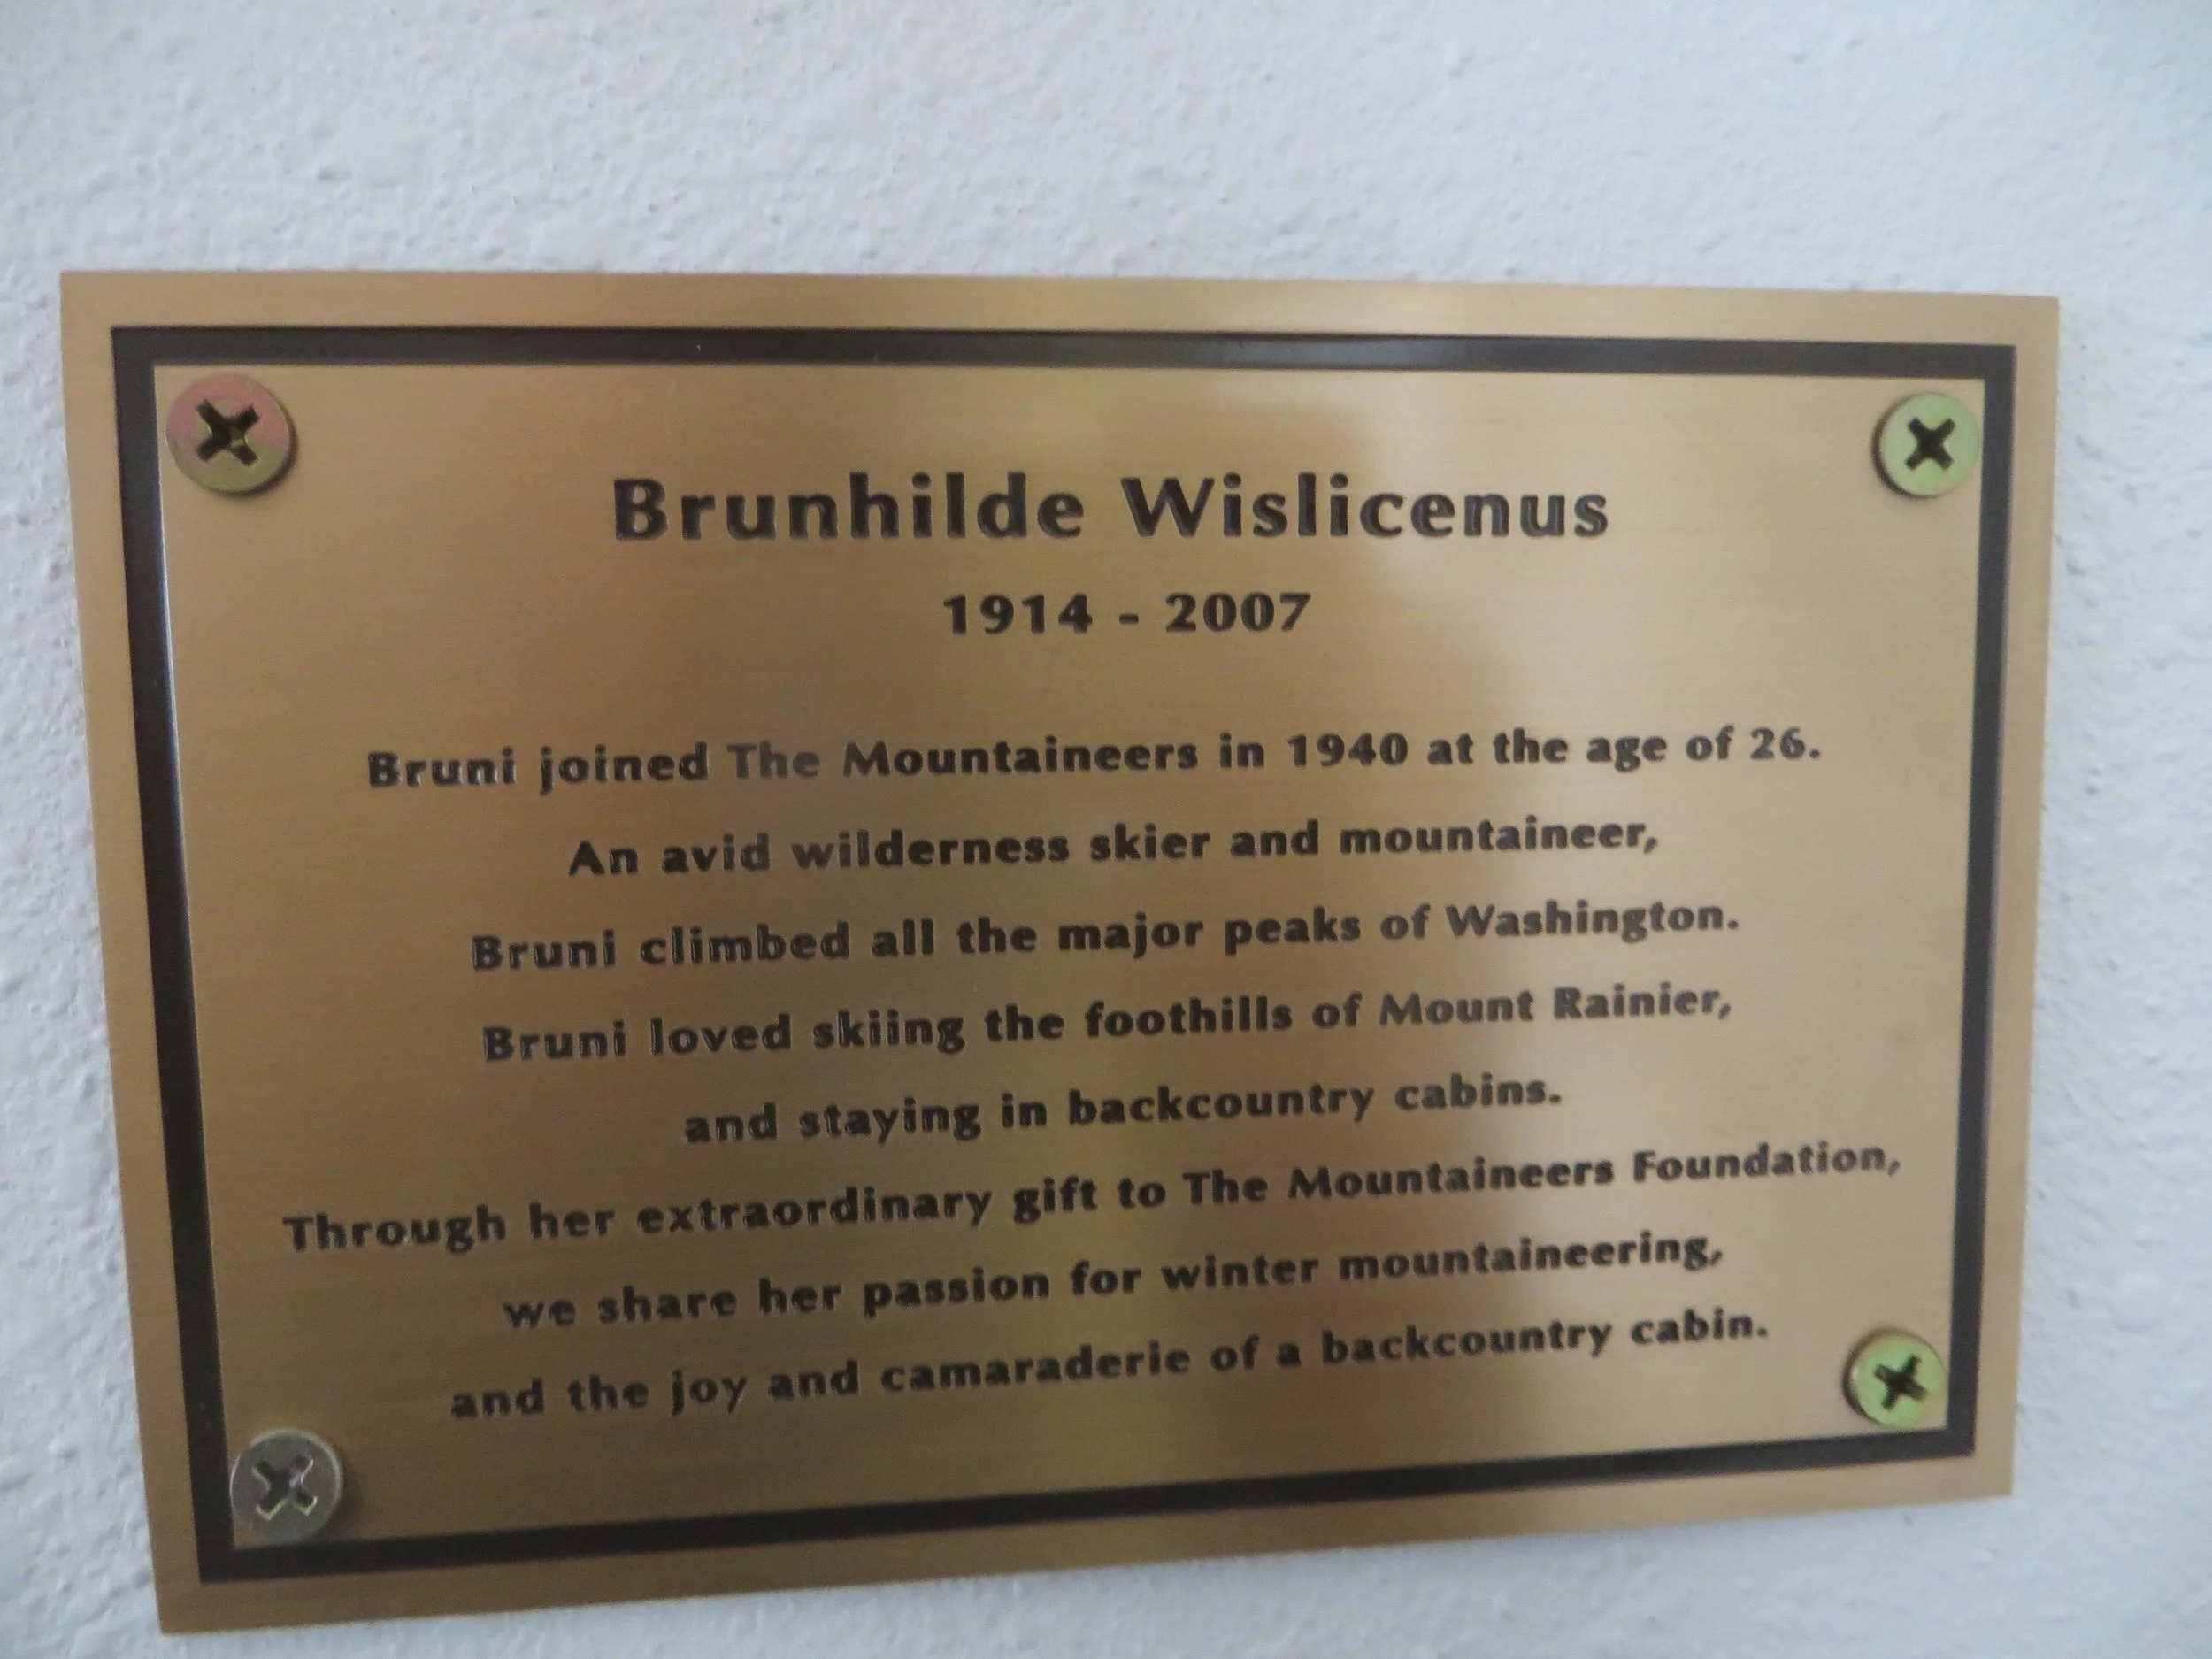 Brunhilde Wislicenus
1914 - 2007
Bruni joined The Mountaineers in 1940 at the age of 26.
An avid wilderness skier and mountaineer,
Bruni climbed all the major peaks of Washington.
Bruni loved skiing the foothills of Mount Rainier,
and staying in backcountry cabins.
Through her extraordinary gift to The Mountaineers Foundation,
we share her passion for winter mountaineering,
and the joy and camaraderie of a backcountry cabin.